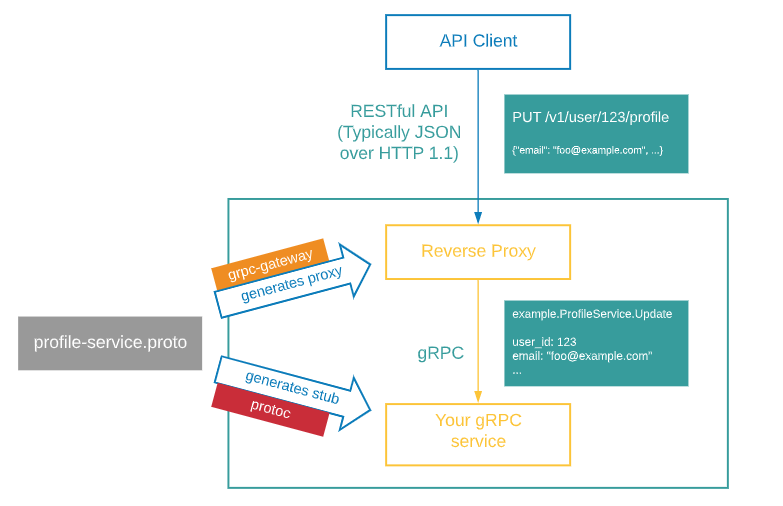 API Client
RESTful API
(Typically JSON
over HTTP 1.1)
PUT /v1/user/123/profile
{"email": "foo@example.com", ...}
grpc-gateway
generates proxy
Reverse Proxy
profile-service.proto
gRPC
example.ProfileService.Update
user_id: 123
email: "foo@example.com"
...
generates stub
protoc
Your gRPC
service